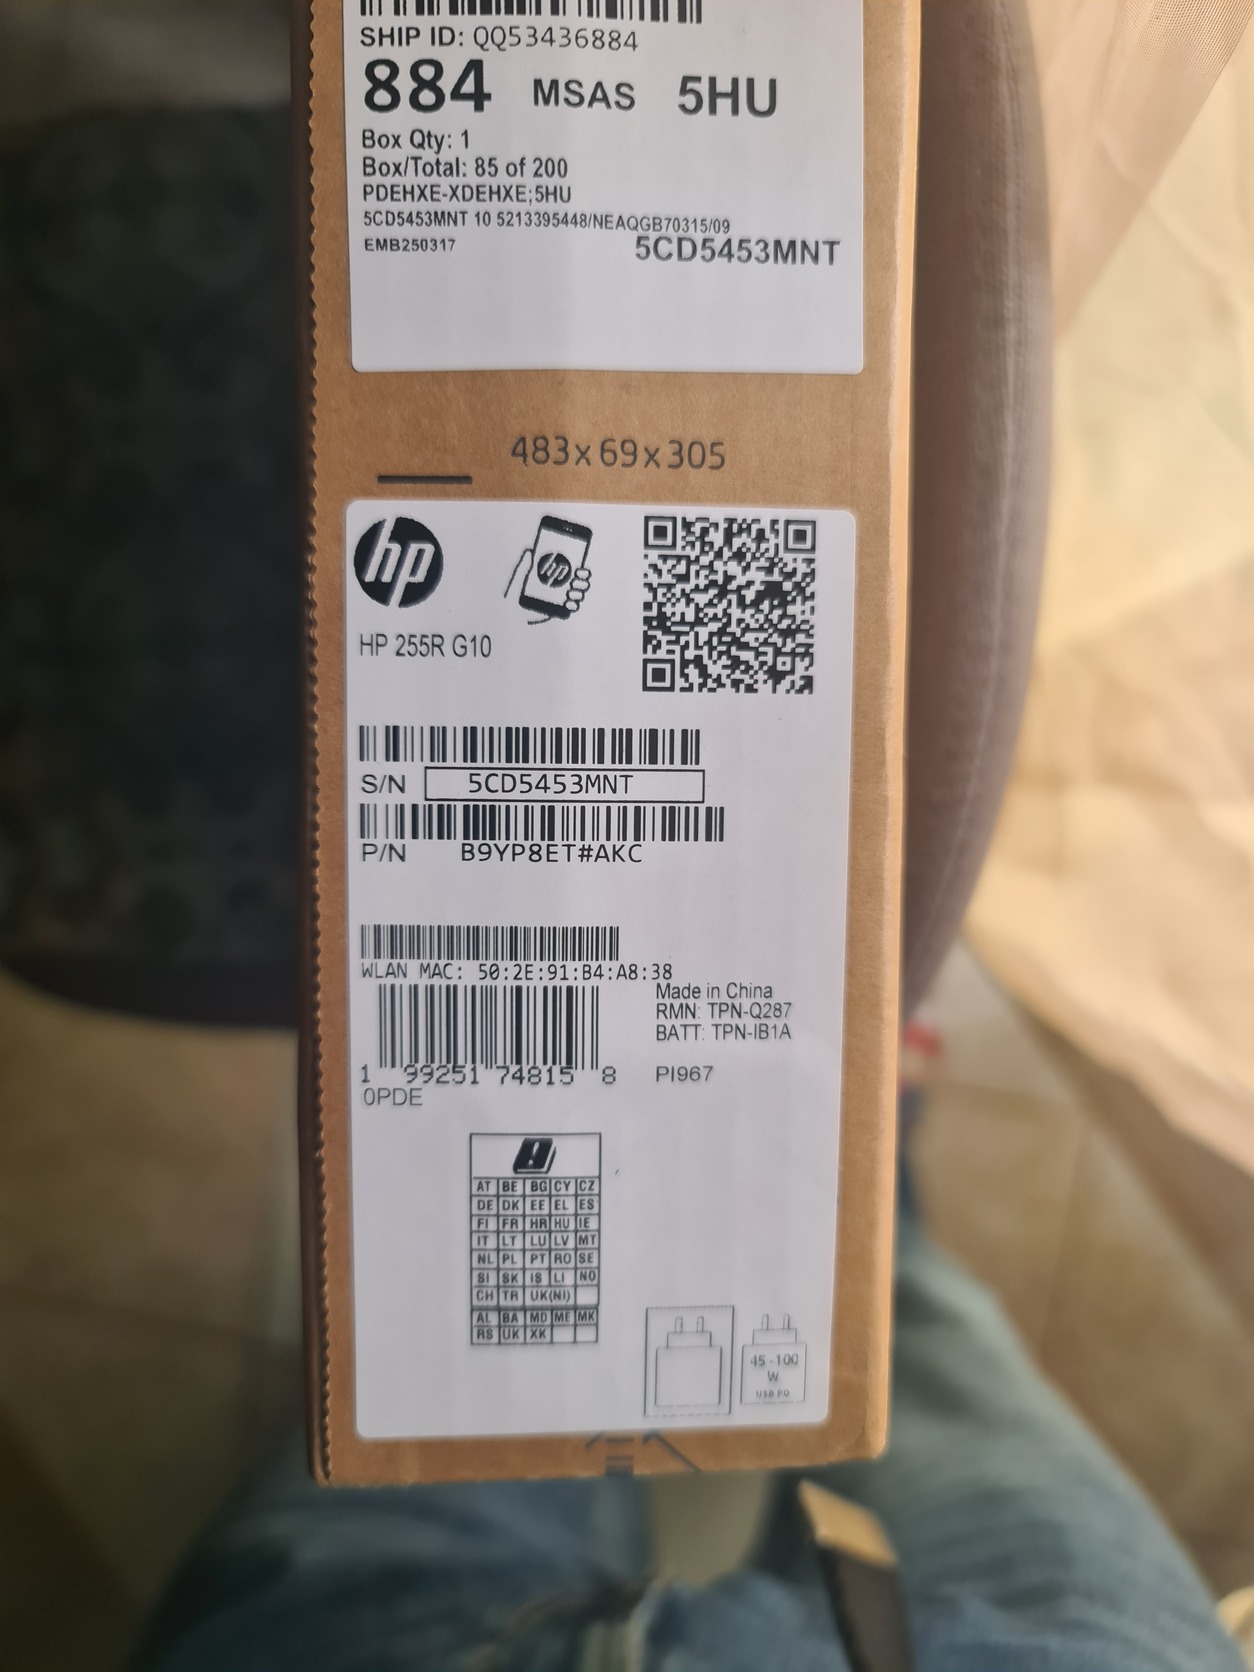 SHIP ID: QQ53436884
884 MSAS 5HU
Box Qty: 1
Box/Total: 85 of 200
PDEHXE-XDEHXE;5HU
5CD5453MNT 10 5213395448/NEAQGB70315/09
EMB250317 5CD5453MNT
483x69x305
hp hp
HP 255R G10
S/N 5CD5453MNT
P/N B9YP8ET#AKC
WLAN MAC: 50:2E:91:B4:A8:38
Made in China
RMN: TPN-Q287
BATT: TPN-IB1A
1 99251 74815 8 PI967
0PDE
AT BE BG CY CZ
DE DK EE EL ES
FI FR HR HU IE
IT LT LU LV MT
NL PL PT RO SE
SI SK IS LI NO
CH TR UK(NI)
AL BA MD ME MK
RS UK XK
45 - 100
W
USB PD